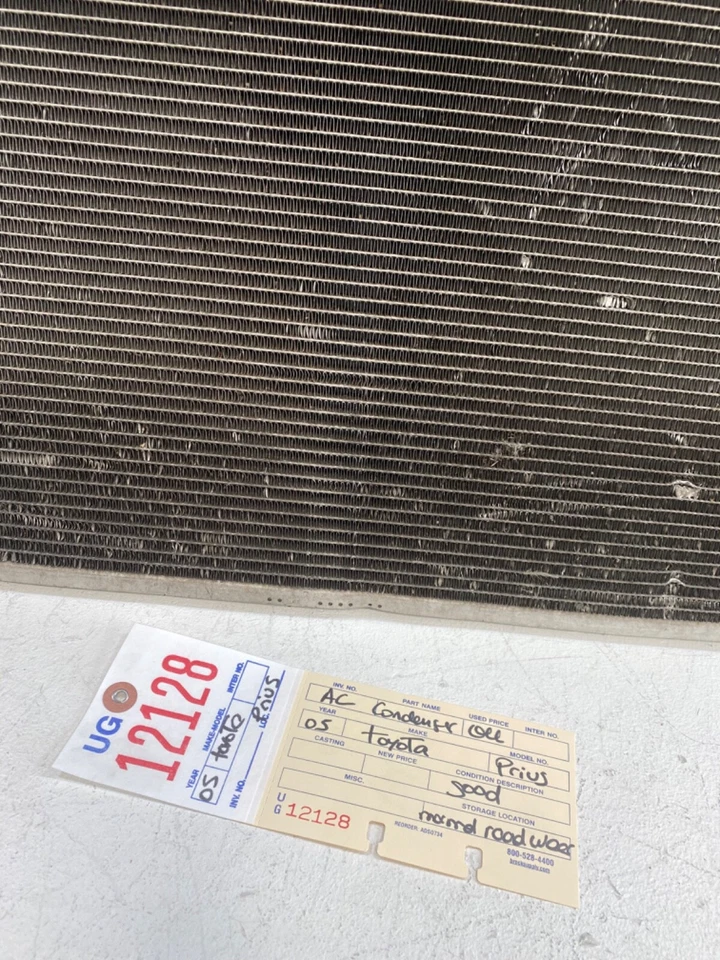 UG 12128
YEAR MAKE-MODEL INTER NO.
05 Toyota Prius
INV. NO. LOC.
INV. NO. PART NAME USED PRICE INTER NO.
AC Condenser
YEAR MAKE MODEL NO.
05 Toyota Prius
CASTING NEW PRICE CONDITION DESCRIPTION
good
MISC. STORAGE LOCATION
normal road wear
UG 12128
REORDER:
800-528-4400